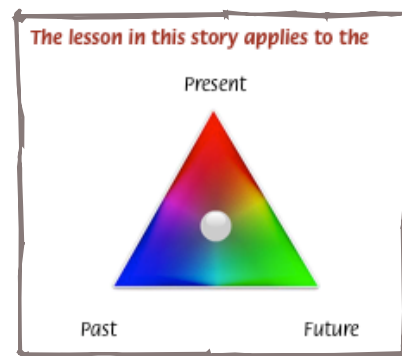 The lesson in this story applies to the
Present
Past Future